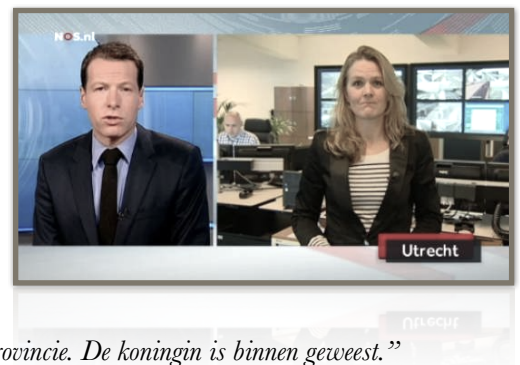 NOS.nl
Utrecht
rovincie. De koningin is binnen geweest.”